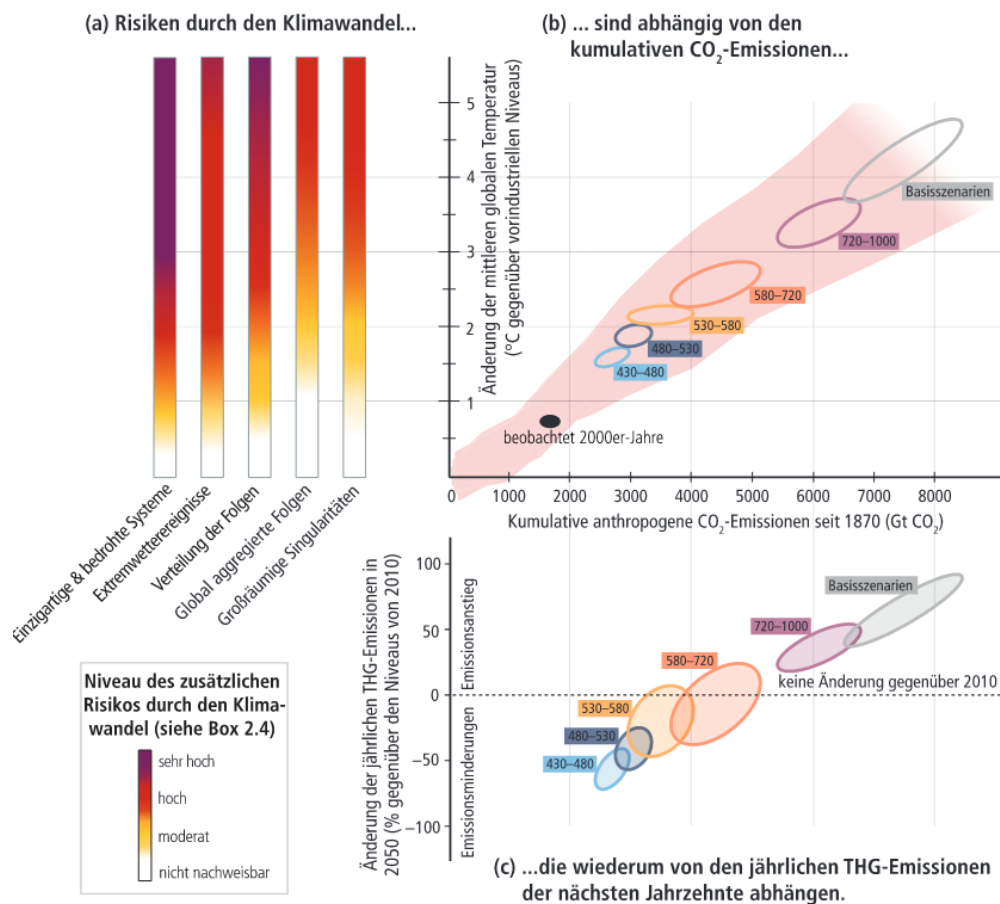 (a) Risiken durch den Klimawandel...
(b) ... sind abhängig von den
kumulativen CO₂-Emissionen...
Änderung der mittleren globalen Temperatur
(°C gegenüber vorindustriellen Niveaus)
5
4
3
2
1
Basisszenarien
720–1000
580–720
530–580
480–530
430–480
beobachtet 2000er-Jahre
0
1000
2000
3000
4000
5000
6000
7000
8000
Kumulative anthropogene CO₂-Emissionen seit 1870 (Gt CO₂)
Einzigartige & bedrohte Systeme
Extremwetterereignisse
Verteilung der Folgen
Global aggregierte Folgen
Großräumige Singularitäten
Niveau des zusätzlichen
Risikos durch den Klima-
wandel (siehe Box 2.4)
sehr hoch
hoch
moderat
nicht nachweisbar
Änderung der jährlichen THG-Emissionen in
2050 (% gegenüber den Niveaus von 2010)
100
50
0
−50
−100
Emissionsanstieg
Emissionsminderungen
Basisszenarien
720–1000
580–720
keine Änderung gegenüber 2010
530–580
480–530
430–480
(c) ...die wiederum von den jährlichen THG-Emissionen
der nächsten Jahrzehnte abhängen.